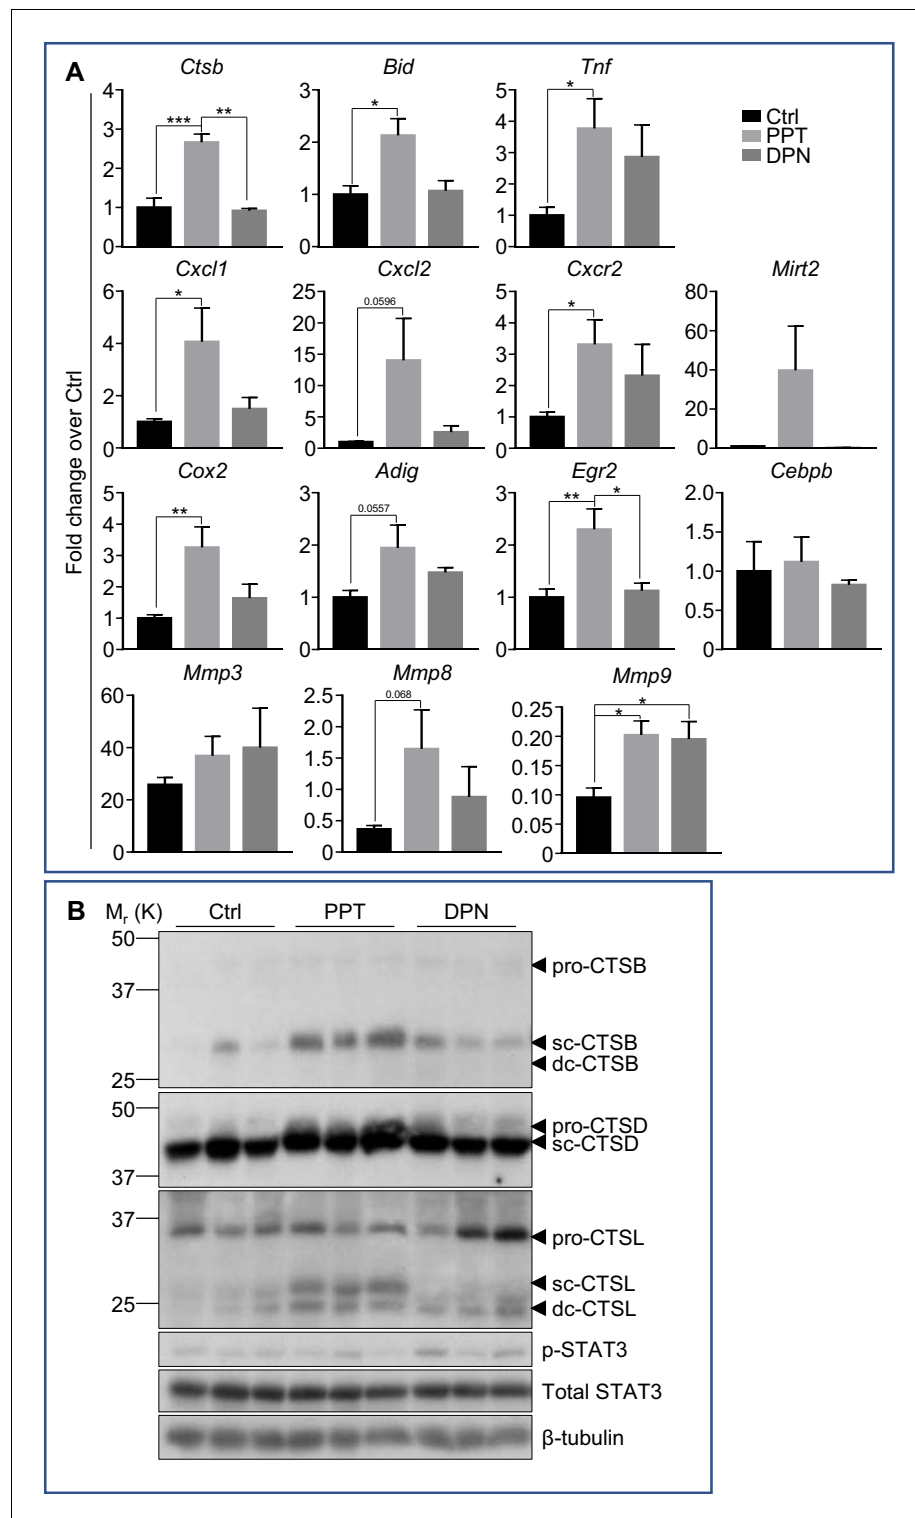 A
Ctsb
Bid
Tnf
4
3
2
1
0
***
**
3
2
1
0
*
5
4
3
2
1
0
*
Ctrl
PPT
DPN
Fold change over Ctrl
Cxcl1
Cxcl2
Cxcr2
Mirt2
6
4
2
0
*
25
20
15
10
5
0
0.0596
5
4
3
2
1
0
*
80
60
40
20
0
Cox2
Adig
Egr2
Cebpb
5
4
3
2
1
0
**
3
2
1
0
0.0557
3
2
1
0
**
*
2.0
1.5
1.0
0.5
0
Mmp3
Mmp8
Mmp9
60
40
20
0
2.5
2.0
1.5
1.0
0.5
0
0.068
0.25
0.20
0.15
0.10
0.05
0
*
*
B
Mr (K)
Ctrl
PPT
DPN
50
37
25
pro-CTSB
sc-CTSB
dc-CTSB
50
37
pro-CTSD
sc-CTSD
37
25
pro-CTSL
sc-CTSL
dc-CTSL
p-STAT3
Total STAT3
β-tubulin